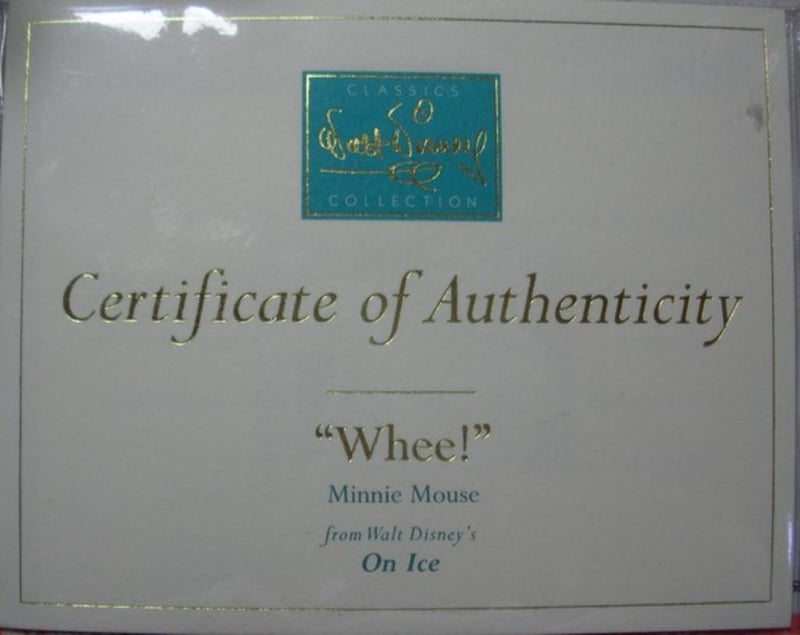 CLASSICS
Walt Disney
COLLECTION
Certificate of Authenticity
“Whee!”
Minnie Mouse
from Walt Disney's
On Ice